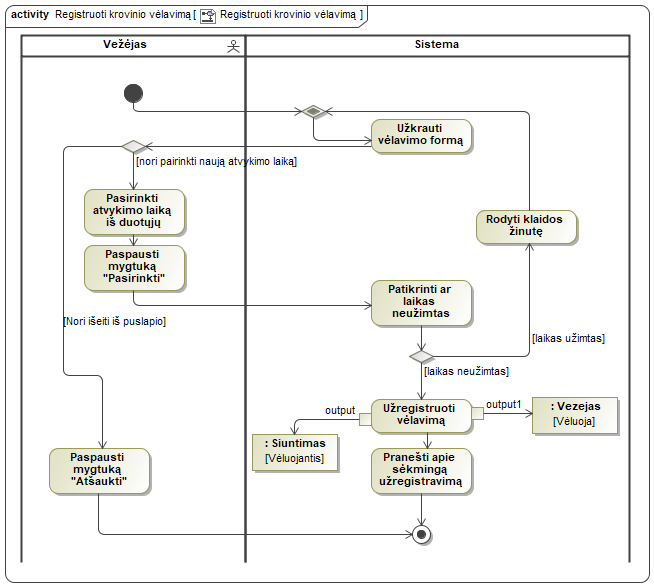 activity Registruoti krovinio vėlavimą [ Registruoti krovinio vėlavimą ]
Vežėjas
Sistema
Užkrauti
vėlavimo formą
[nori pairinkti naują atvykimo laiką]
Pasirinkti
atvykimo laiką
iš duotųjų
Rodyti klaidos
žinutę
Paspausti
mygtuką
"Pasirinkti"
Patikrinti ar
laikas
neužimtas
[Nori išeiti iš puslapio]
[laikas užimtas]
[laikas neužimtas]
output
Užregistruoti
vėlavimą
output1
: Vezejas
[Vėluoja]
: Siuntimas
[Vėluojantis]
Paspausti
mygtuką
"Atšaukti"
Pranešti apie
sėkmingą
užregistravimą